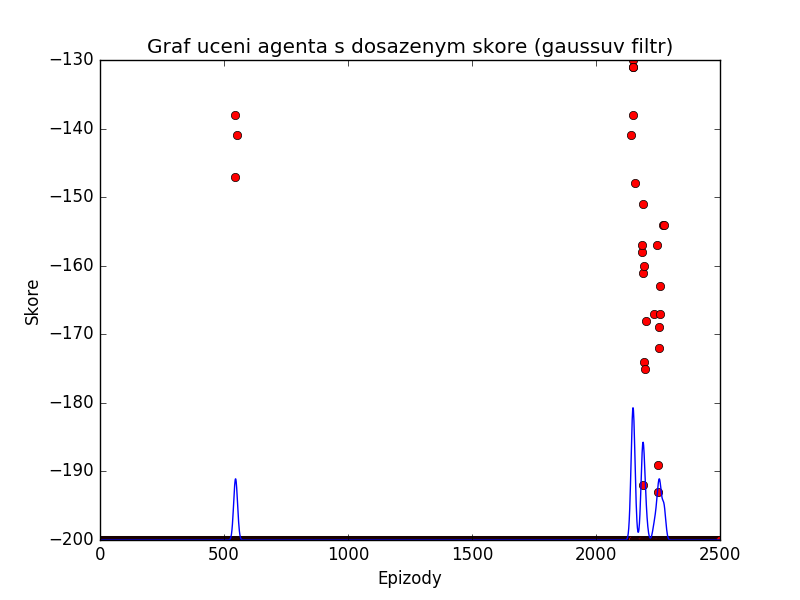 Graf uceni agenta s dosazenym skore (gaussuv filtr)
−130
−140
−150
−160
−170
−180
−190
−200
Skore
0 500 1000 1500 2000 2500
Epizody